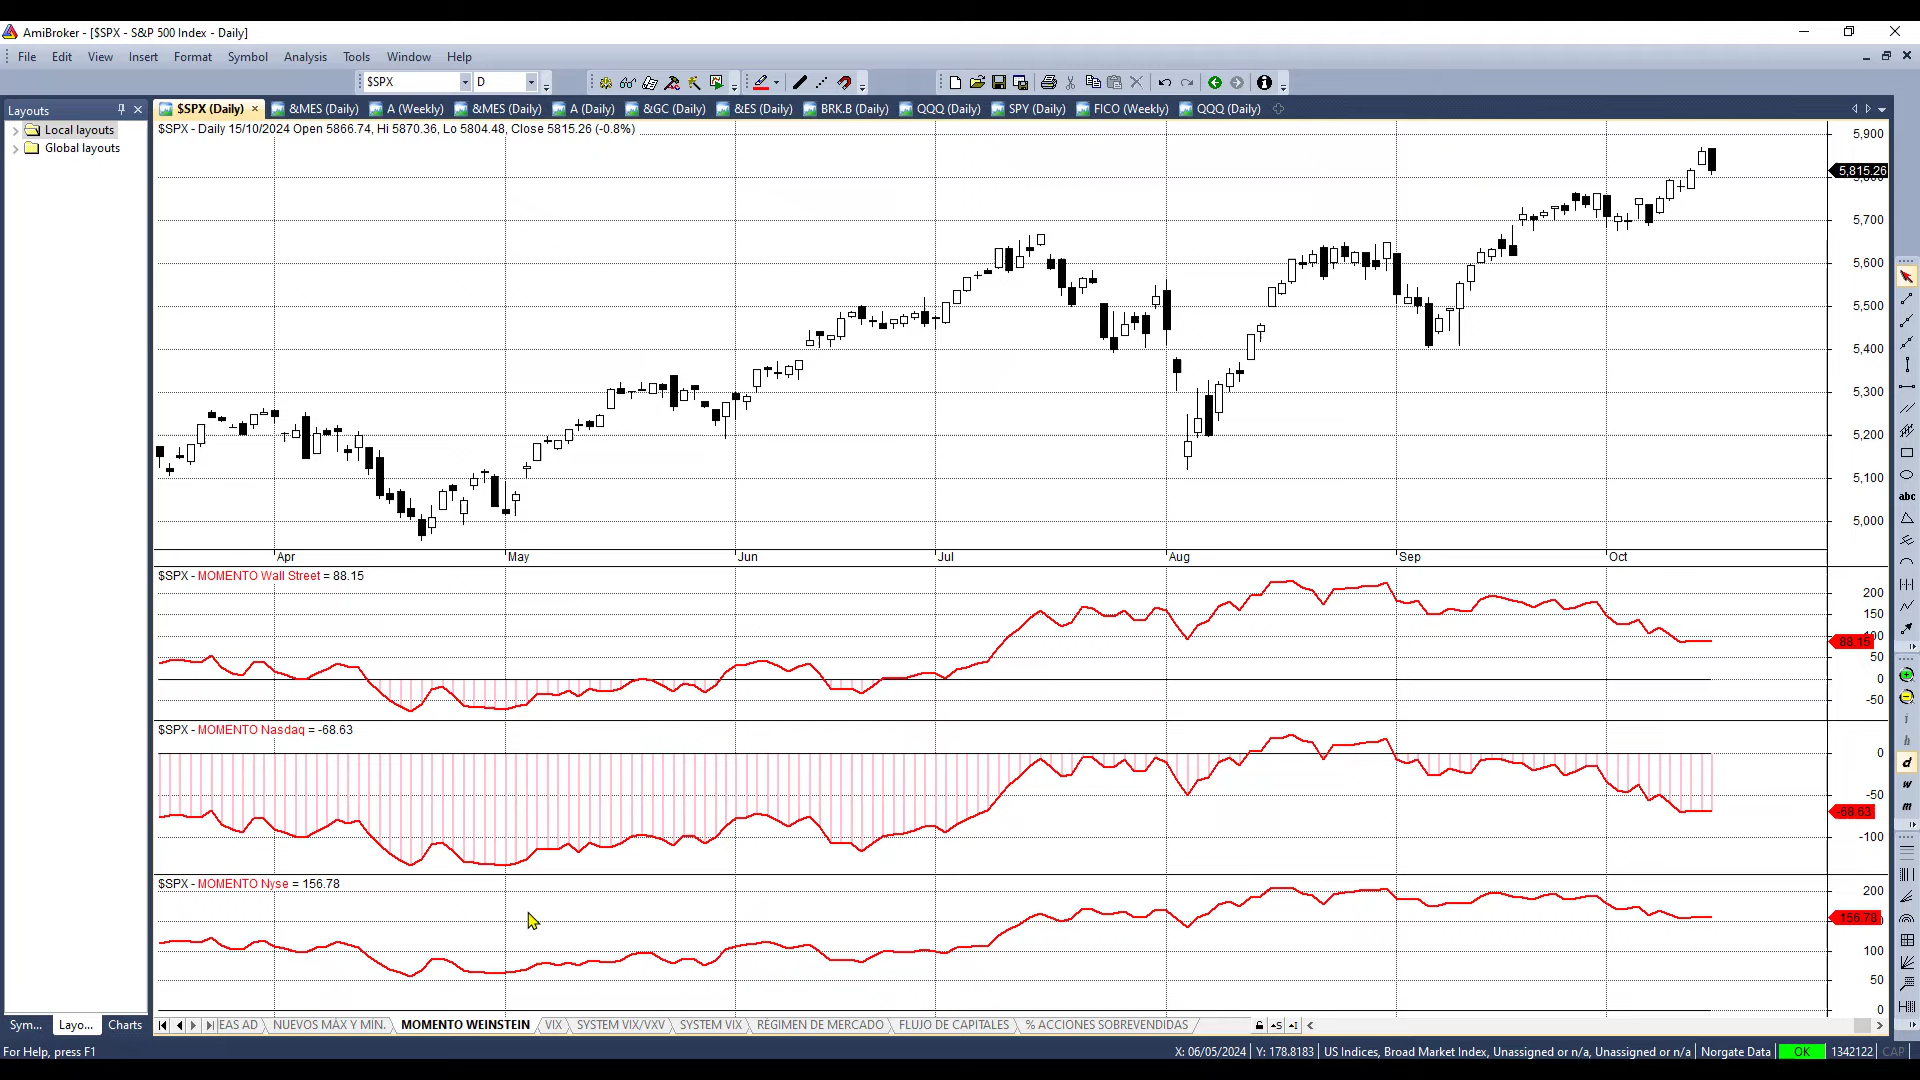 AmiBroker - [$SPX - S&P 500 Index - Daily]
File Edit View Insert Format Symbol Analysis Tools Window Help
$SPX D
Layouts
$SPX (Daily) &MES (Daily) A (Weekly) &MES (Daily) A (Daily) &GC (Daily) &ES (Daily) BRK.B (Daily) QQQ (Daily) SPY (Daily) FICO (Weekly) QQQ (Daily)
Local layouts
Global layouts
$SPX - Daily 15/10/2024 Open 5866.74, Hi 5870.36, Lo 5804.48, Close 5815.26 (-0.8%)
5,900
5,815.26
5,700
5,600
5,500
5,400
5,300
5,200
5,100
5,000
Apr May Jun Jul Aug Sep Oct
$SPX - MOMENTO Wall Street = 88.15
200
150
100
88.15
50
0
-50
$SPX - MOMENTO Nasdaq = -68.63
0
-50
-68.63
-100
$SPX - MOMENTO Nyse = 156.78
200
156.78
100
50
0
abc
i
h
d
w
m
Sym... Layo... Charts
EAS AD NUEVOS MÁX Y MIN. MOMENTO WEINSTEIN VIX SYSTEM VIX/VXV SYSTEM VIX RÉGIMEN DE MERCADO FLUJO DE CAPITALES % ACCIONES SOBREVENDIDAS
For Help, press F1
X: 06/05/2024 Y: 178.8183 US Indices, Broad Market Index, Unassigned or n/a, Unassigned or n/a Norgate Data OK 1342122 CAP